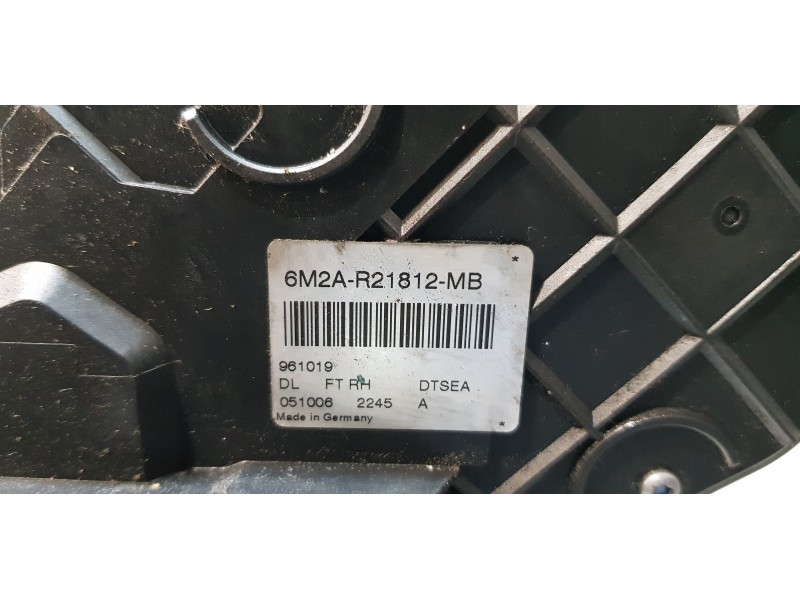 6M2A-R21812-MB
961019
DL FT RH DTSEA
051006 2245 A
Made in Germany